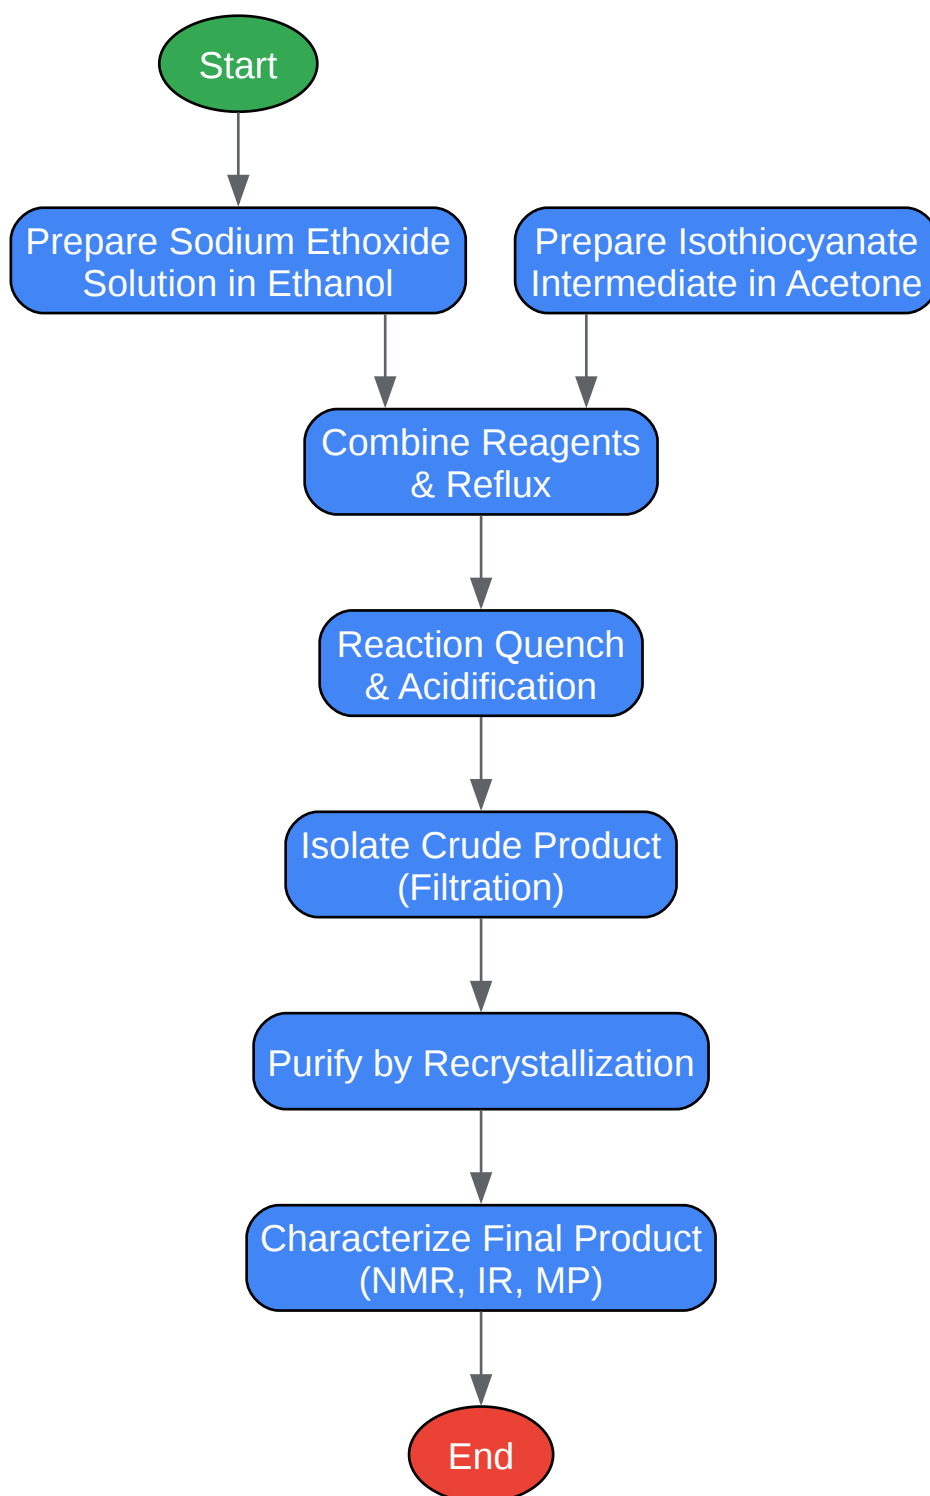 Start
Prepare Sodium Ethoxide
Solution in Ethanol
Prepare Isothiocyanate
Intermediate in Acetone
Combine Reagents
& Reflux
Reaction Quench
& Acidification
Isolate Crude Product
(Filtration)
Purify by Recrystallization
Characterize Final Product
(NMR, IR, MP)
End